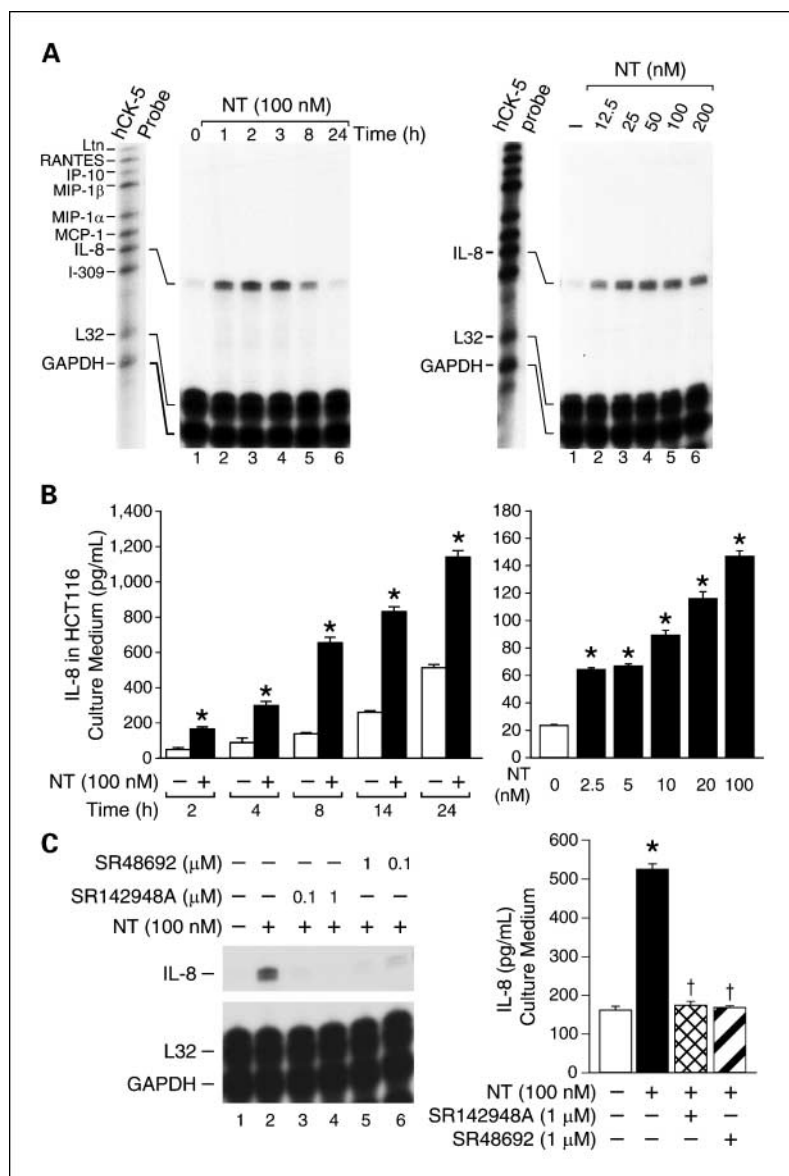 A
hCK-5
Probe
NT (100 nM)
0 1 2 3 8 24 Time (h)
Ltn
RANTES
IP-10
MIP-1β
MIP-1α
MCP-1
IL-8
I-309
L32
GAPDH
1 2 3 4 5 6
hCK-5
probe
NT (nM)
– 12.5 25 50 100 200
IL-8
L32
GAPDH
1 2 3 4 5 6
B
IL-8 in HCT116
Culture Medium (pg/mL)
1,400
1,200
1,000
800
600
400
200
0
* * * * *
NT (100 nM) – + – + – + – + – +
Time (h) 2 4 8 14 24
180
160
140
120
100
80
60
40
20
0
* * * * *
NT
(nM)
0 2.5 5 10 20 100
C
SR48692 (μM) – – – – 1 0.1
SR142948A (μM) – – 0.1 1 – –
NT (100 nM) – + + + + +
IL-8
L32
GAPDH
1 2 3 4 5 6
IL-8 (pg/mL)
Culture Medium
600
500
400
300
200
100
0
* † †
NT (100 nM) – + + +
SR142948A (1 μM) – – + –
SR48692 (1 μM) – – – +